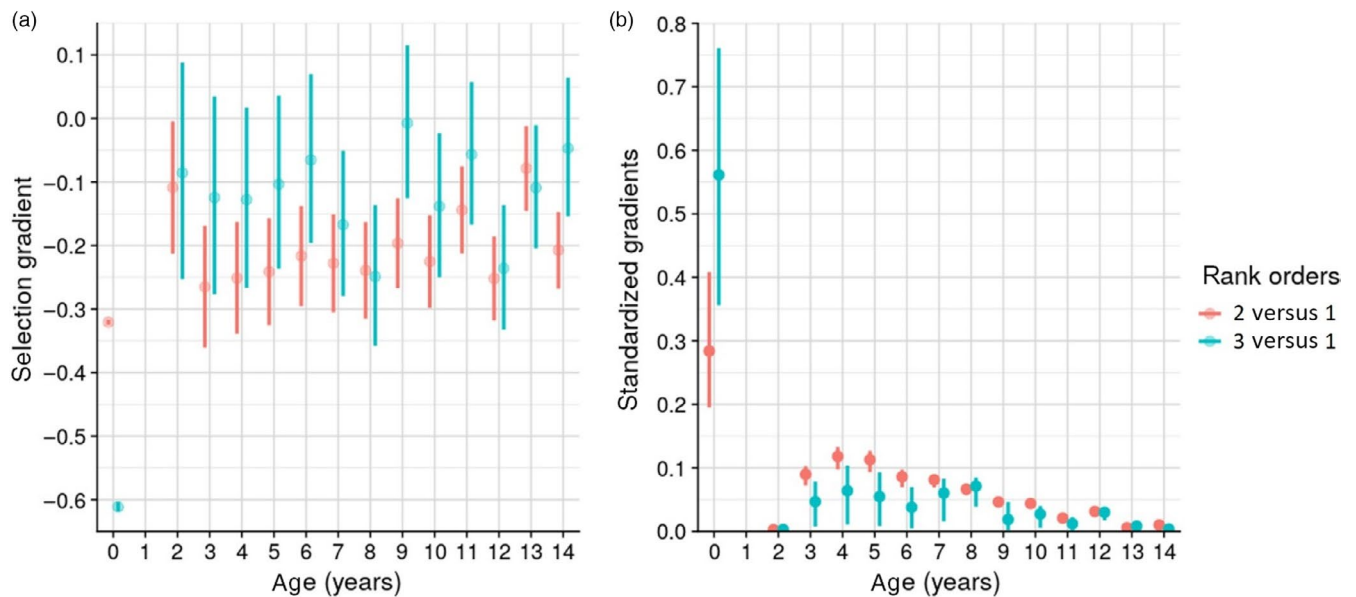 (a)
Selection gradient
0.1
0.0
−0.1
−0.2
−0.3
−0.4
−0.5
−0.6
0 1 2 3 4 5 6 7 8 9 10 11 12 13 14
Age (years)
(b)
Standardized gradients
0.8
0.7
0.6
0.5
0.4
0.3
0.2
0.1
0.0
0 1 2 3 4 5 6 7 8 9 10 11 12 13 14
Age (years)
Rank orders
2 versus 1
3 versus 1